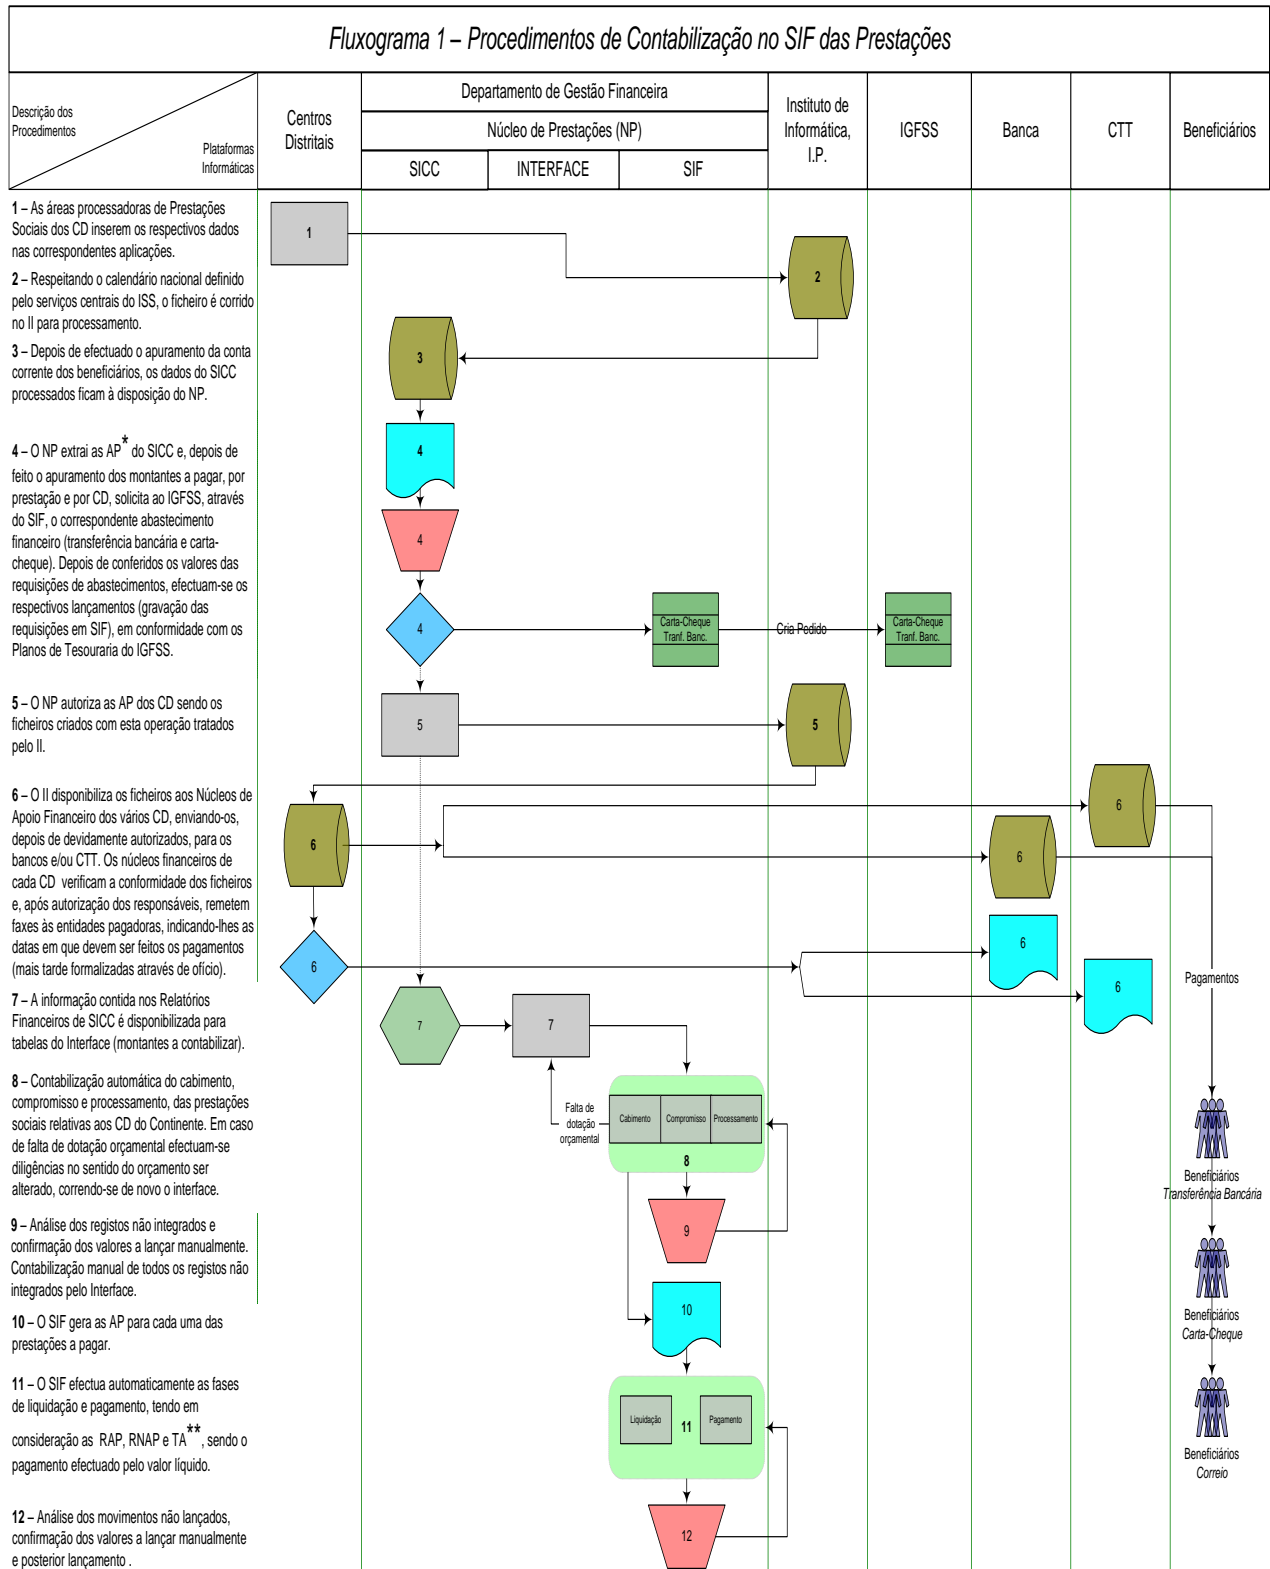 Fluxograma 1 – Procedimentos de Contabilização no SIF das Prestações
Descrição dos
Procedimentos
Plataformas
Informáticas
Centros
Distritais
Departamento de Gestão Financeira
Núcleo de Prestações (NP)
SICC
INTERFACE
SIF
Instituto de
Informática,
I.P.
IGFSS
Banca
CTT
Beneficiários
1 – As áreas processadoras de Prestações
Sociais dos CD inserem os respectivos dados
nas correspondentes aplicações.
2 – Respeitando o calendário nacional definido
pelo serviços centrais do ISS, o ficheiro é corrido
no II para processamento.
3 – Depois de efectuado o apuramento da conta
corrente dos beneficiários, os dados do SICC
processados ficam à disposição do NP.
4 – O NP extrai as AP* do SICC e, depois de
feito o apuramento dos montantes a pagar, por
prestação e por CD, solicita ao IGFSS, através
do SIF, o correspondente abastecimento
financeiro (transferência bancária e carta-
cheque). Depois de conferidos os valores das
requisições de abastecimentos, efectuam-se os
respectivos lançamentos (gravação das
requisições em SIF), em conformidade com os
Planos de Tesouraria do IGFSS.
5 – O NP autoriza as AP dos CD sendo os
ficheiros criados com esta operação tratados
pelo II.
6 – O II disponibiliza os ficheiros aos Núcleos de
Apoio Financeiro dos vários CD, enviando-os,
depois de devidamente autorizados, para os
bancos e/ou CTT. Os núcleos financeiros de
cada CD verificam a conformidade dos ficheiros
e, após autorização dos responsáveis, remetem
faxes às entidades pagadoras, indicando-lhes as
datas em que devem ser feitos os pagamentos
(mais tarde formalizadas através de ofício).
7 – A informação contida nos Relatórios
Financeiros de SICC é disponibilizada para
tabelas do Interface (montantes a contabilizar).
8 – Contabilização automática do cabimento,
compromisso e processamento, das prestações
sociais relativas aos CD do Continente. Em caso
de falta de dotação orçamental efectuam-se
diligências no sentido do orçamento ser
alterado, correndo-se de novo o interface.
9 – Análise dos registos não integrados e
confirmação dos valores a lançar manualmente.
Contabilização manual de todos os registos não
integrados pelo Interface.
10 – O SIF gera as AP para cada uma das
prestações a pagar.
11 – O SIF efectua automaticamente as fases
de liquidação e pagamento, tendo em
consideração as RAP, RNAP e TA**, sendo o
pagamento efectuado pelo valor líquido.
12 – Análise dos movimentos não lançados,
confirmação dos valores a lançar manualmente
e posterior lançamento .
1
2
3
4
4
4
Carta-Cheque
Tranf. Banc.
Cria Pedido
Carta-Cheque
Tranf. Banc.
5
5
6
6
6
6
6
6
Pagamentos
7
7
Falta de
dotação
orçamental
Cabimento
Compromisso
Processamento
8
9
10
Liquidação
11
Pagamento
12
Beneficiários
Transferência Bancária
Beneficiários
Carta-Cheque
Beneficiários
Correio